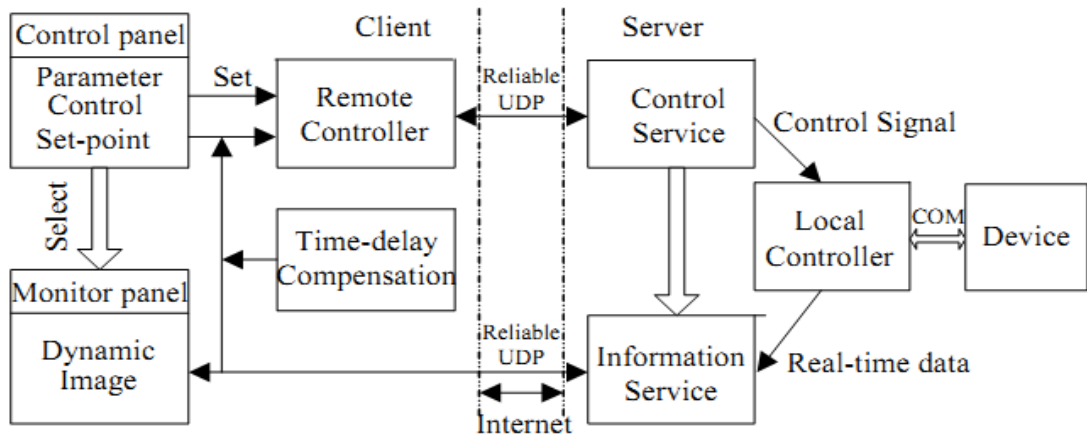 Control panel
Parameter
Control
Set-point
Set
Client
Server
Remote
Controller
Reliable
UDP
Control
Service
Control Signal
Select
Time-delay
Compensation
Local
Controller
COM
Device
Monitor panel
Dynamic
Image
Reliable
UDP
Information
Service
Real-time data
Internet